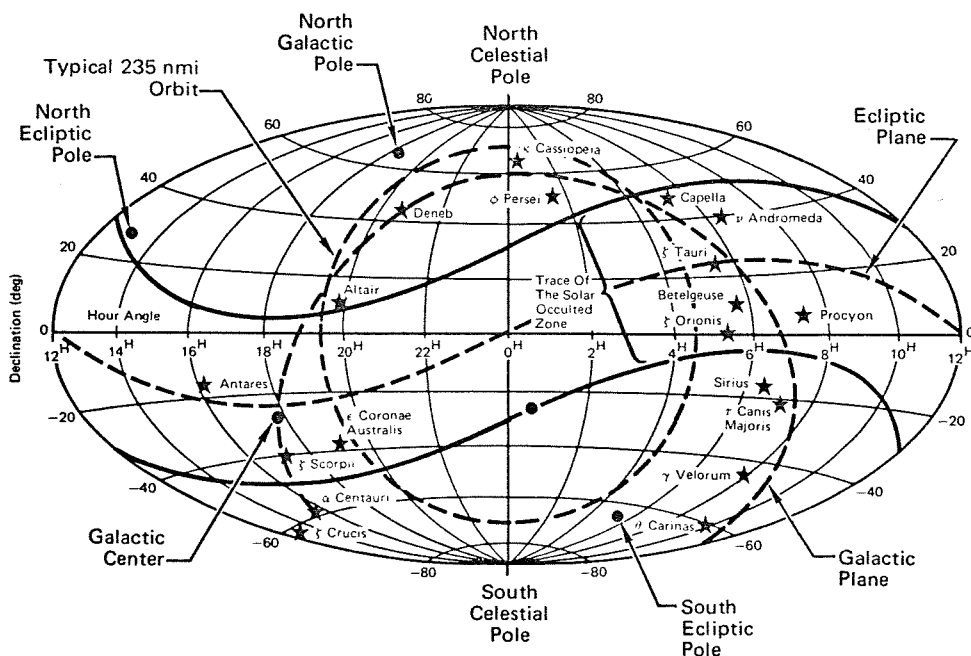 North
Galactic
Pole
North
Celestial
Pole
Typical 235 nmi
Orbit
North
Ecliptic
Pole
Ecliptic
Plane
80
80
60
60
40
40
20
20
0
0
-20
-20
-40
-40
-60
-60
-80
-80
Declination (deg)
Hour Angle
12H
14H
16H
18H
20H
22H
0H
2H
4H
6H
8H
10H
12H
κ Cassiopeia
φ Persei
Capella
ν Andromeda
Deneb
ζ Tauri
Altair
Trace Of
The Solar
Occulted
Zone
Betelgeuse
ζ Orionis
Procyon
Antares
Sirius
τ Canis
Majoris
ε Coronae
Australis
ζ Scorpii
γ Velorum
α Centauri
ζ Crucis
θ Carinas
Galactic
Center
South
Celestial
Pole
South
Ecliptic
Pole
Galactic
Plane